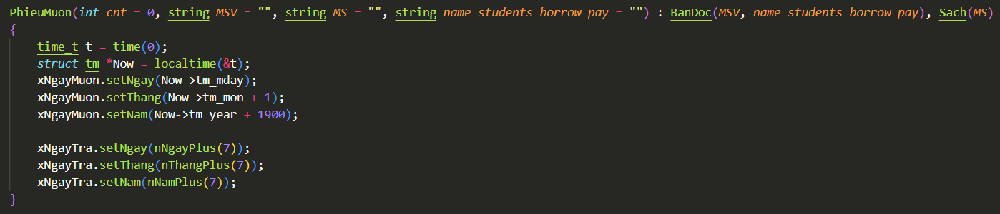 PhieuMuon(int cnt = 0, string MSV = "", string MS = "", string name_students_borrow_pay = "") : BanDoc(MSV, name_students_borrow_pay), Sach(MS)
{
    time_t t = time(0);
    struct tm *Now = localtime(&t);
    xNgayMuon.setNgay(Now->tm_mday);
    xNgayMuon.setThang(Now->tm_mon + 1);
    xNgayMuon.setNam(Now->tm_year + 1900);

    xNgayTra.setNgay(nNgayPlus(7));
    xNgayTra.setThang(nThangPlus(7));
    xNgayTra.setNam(nNamPlus(7));
}